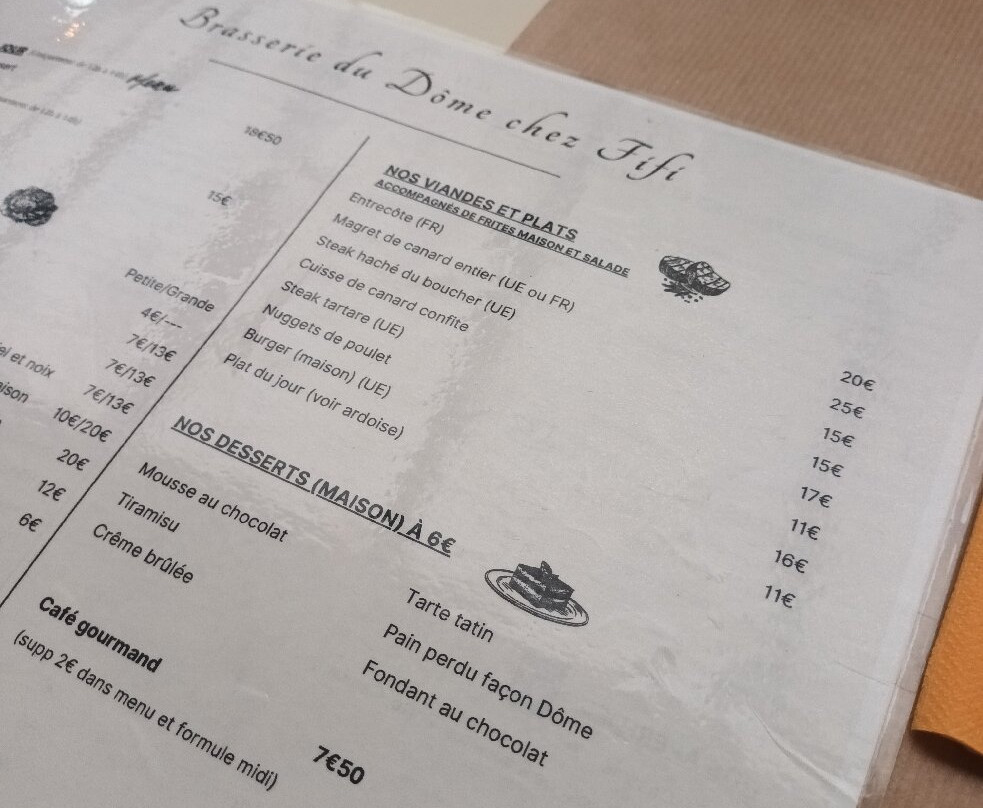 Brasserie du Dôme chez Fifi
18€50
15€
Petite/Grande
4€/---
7€/13€
7€/13€
et noix 7€/13€
10€/20€
20€
12€
6€
NOS VIANDES ET PLATS
ACCOMPAGNÉS DE FRITES MAISON ET SALADE
Entrecôte (FR) 20€
Magret de canard entier (UE ou FR) 25€
Steak haché du boucher (UE) 15€
Cuisse de canard confite 15€
Steak tartare (UE) 17€
Nuggets de poulet 11€
Burger (maison) (UE) 16€
Plat du jour (voir ardoise) 11€
NOS DESSERTS (MAISON) À 6€
Mousse au chocolat
Tiramisu
Crême brûlée
Tarte tatin
Pain perdu façon Dôme
Fondant au chocolat
Café gourmand
(supp 2€ dans menu et formule midi) 7€50